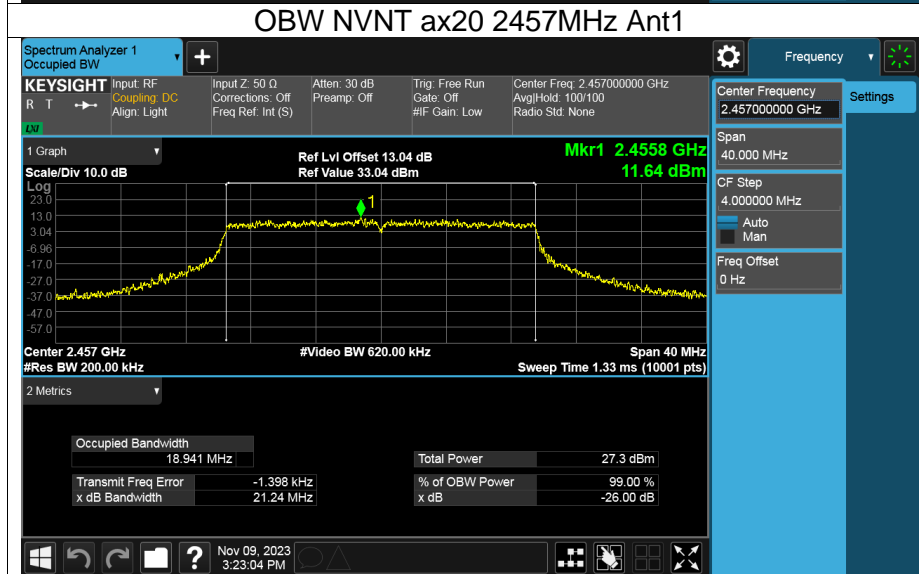 OBW NVNT ax20 2457MHz Ant1
Spectrum Analyzer 1
Occupied BW
▼
+
Frequency
▼
KEYSIGHT
R T
LXI
Input: RF
Coupling: DC
Align: Light
Input Z: 50 Ω
Corrections: Off
Freq Ref: Int (S)
Atten: 30 dB
Preamp: Off
Trig: Free Run
Gate: Off
#IF Gain: Low
Center Freq: 2.457000000 GHz
Avg|Hold: 100/100
Radio Std: None
Center Frequency
2.457000000 GHz
Settings
Span
40.000 MHz
CF Step
4.000000 MHz
Auto
Man
Freq Offset
0 Hz
1 Graph
▼
Scale/Div 10.0 dB
Ref Lvl Offset 13.04 dB
Ref Value 33.04 dBm
Mkr1 2.4558 GHz
11.64 dBm
Log
23.0
13.0
3.04
-6.96
-17.0
-27.0
-37.0
-47.0
-57.0
1
Center 2.457 GHz
#Res BW 200.00 kHz
#Video BW 620.00 kHz
Span 40 MHz
Sweep Time 1.33 ms (10001 pts)
2 Metrics
▼
Occupied Bandwidth
18.941 MHz
Total Power 27.3 dBm
Transmit Freq Error -1.398 kHz
% of OBW Power 99.00 %
x dB Bandwidth 21.24 MHz
x dB -26.00 dB
?
Nov 09, 2023
3:23:04 PM